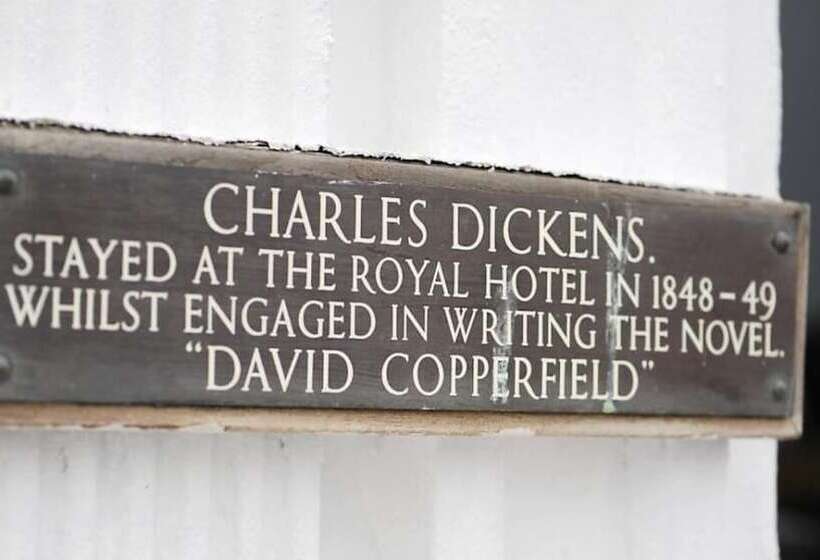 CHARLES DICKENS.
STAYED AT THE ROYAL HOTEL IN 1848-49
WHILST ENGAGED IN WRITING THE NOVEL.
"DAVID COPPERFIELD"